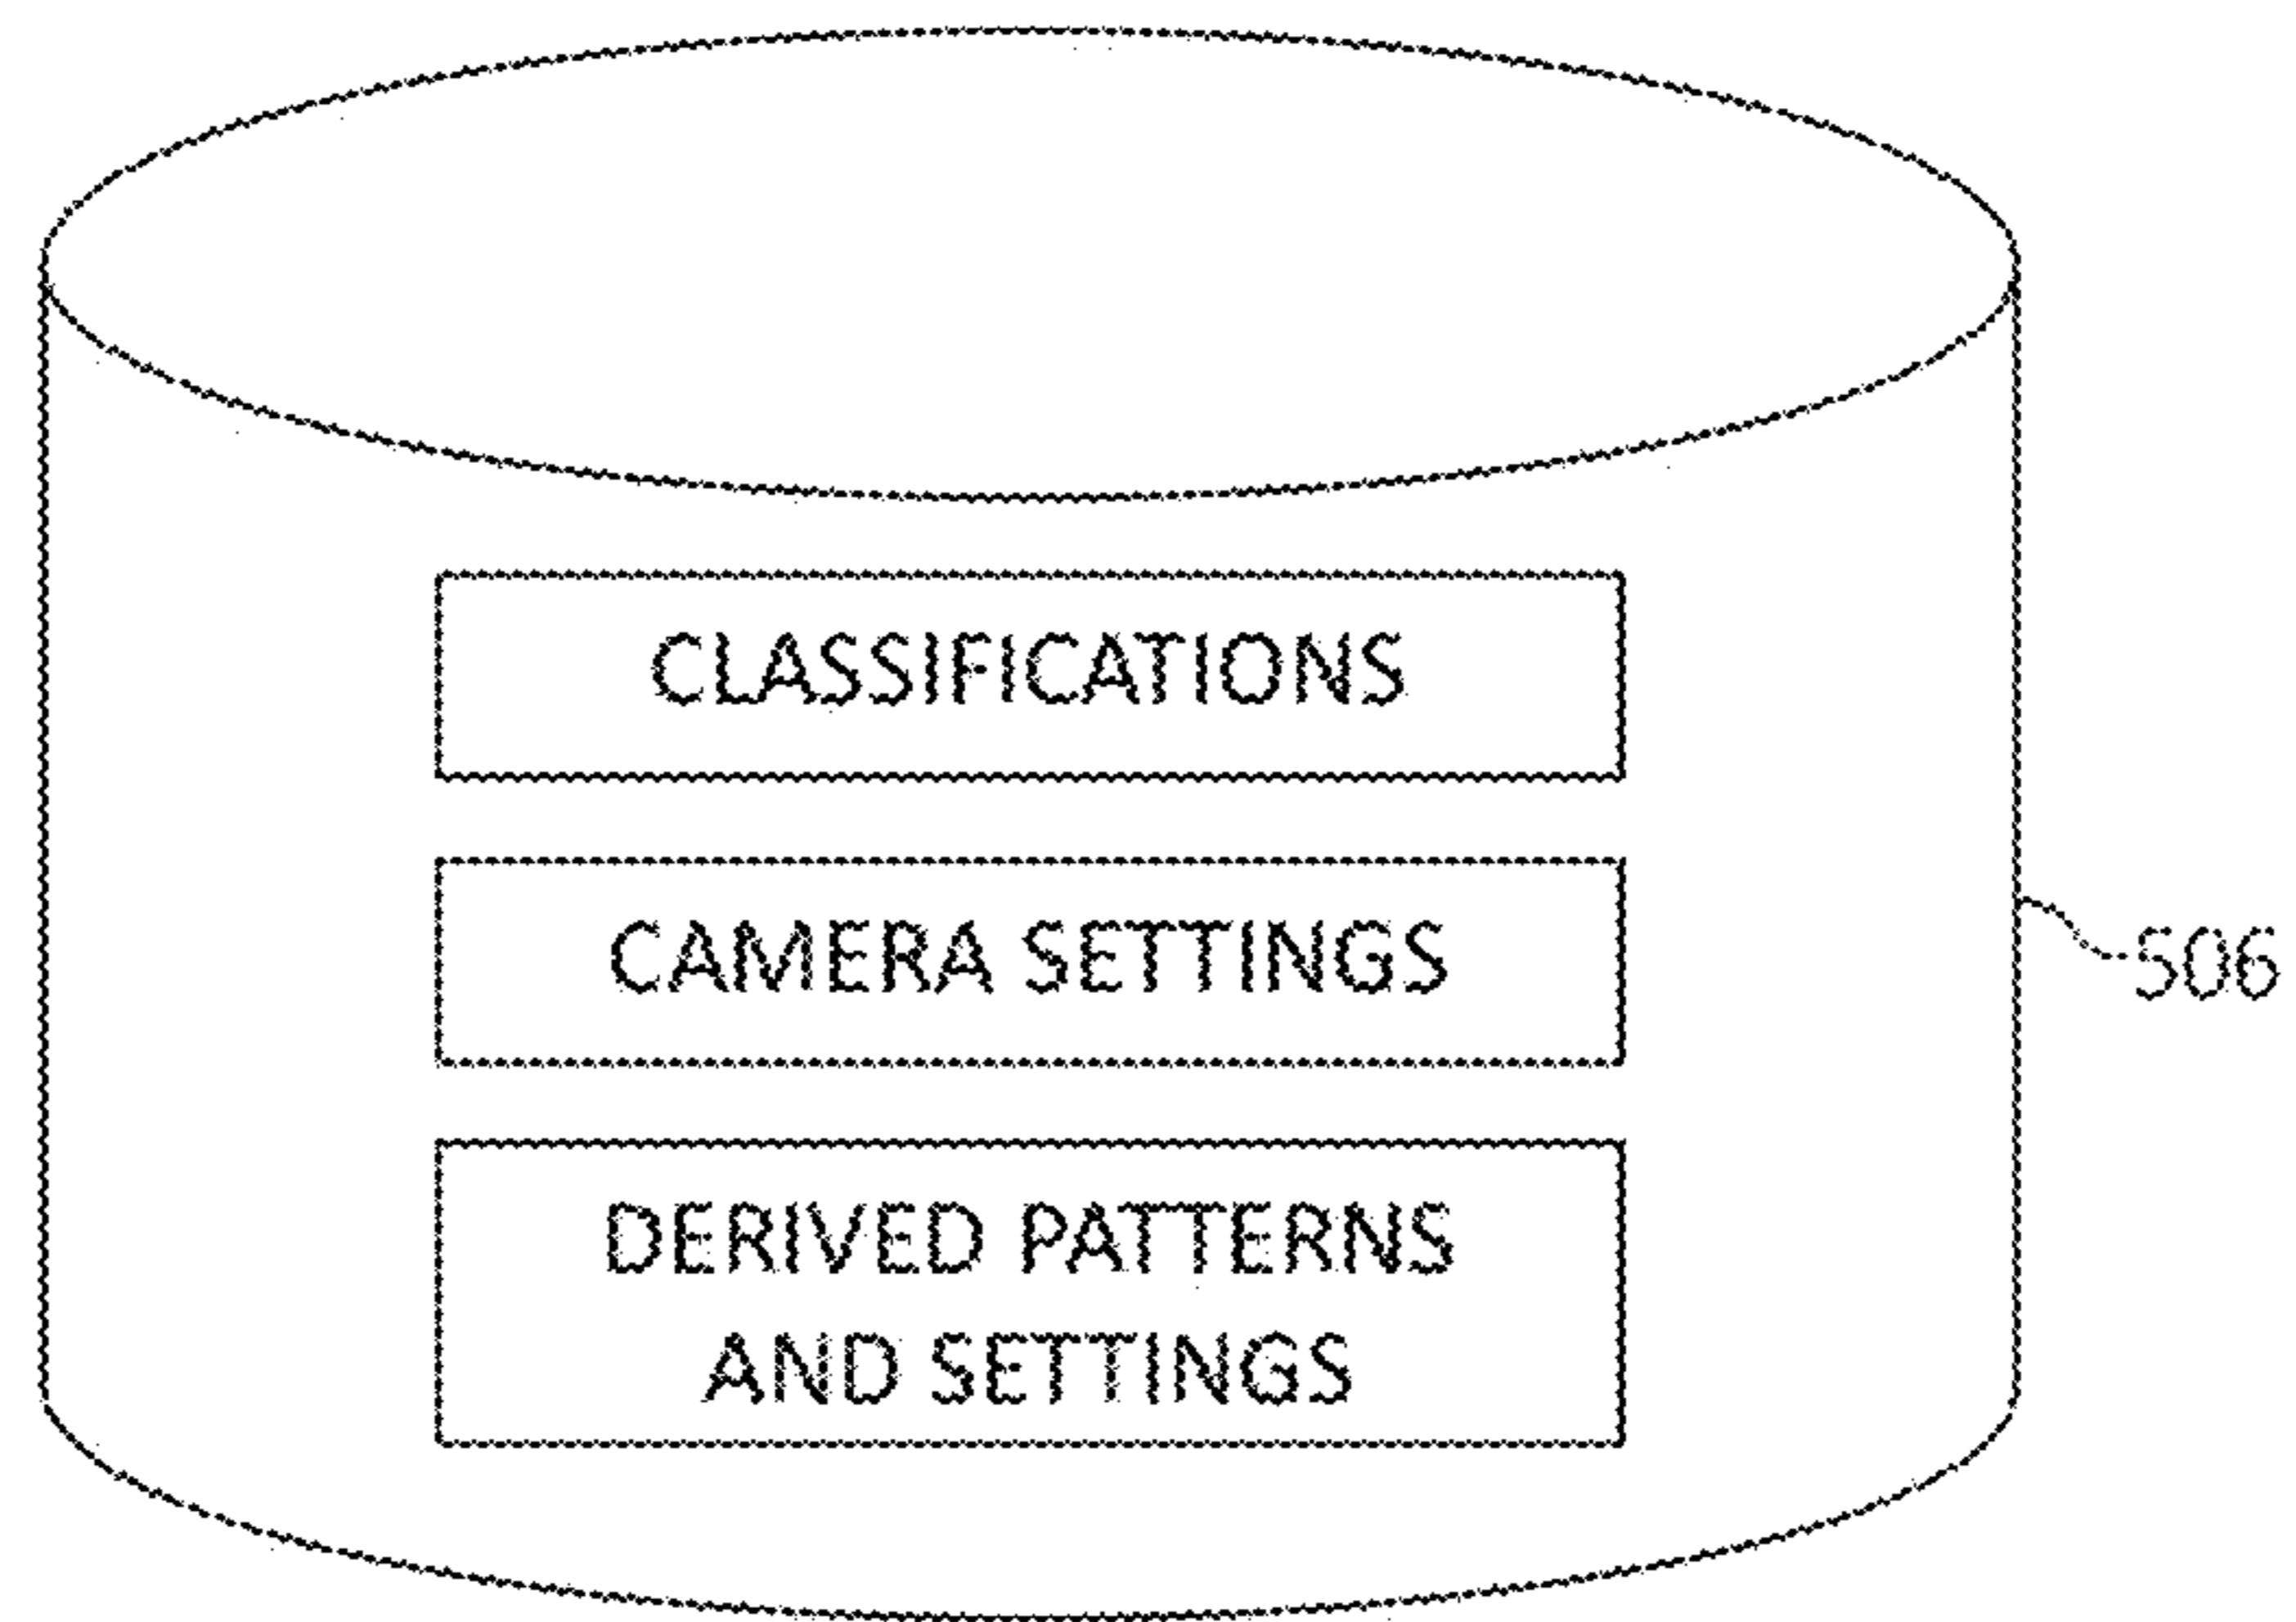 CLASSIFICATIONS
CAMERA SETTINGS
506
DERIVED PATTERNS
AND SETTINGS